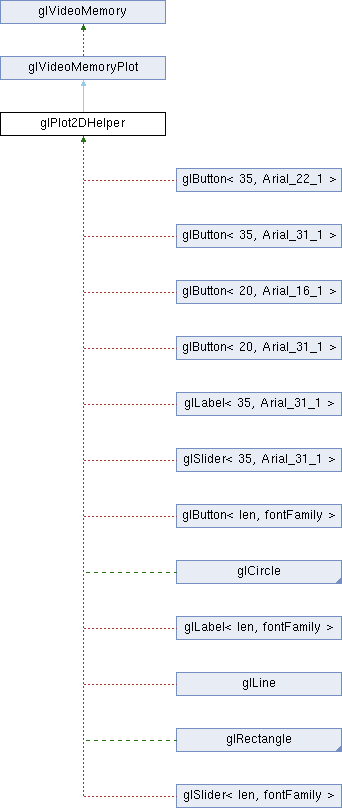 glVideoMemory
glVideoMemoryPlot
glPlot2DHelper
glButton< 35, Arial_22_1 >
glButton< 35, Arial_31_1 >
glButton< 20, Arial_16_1 >
glButton< 20, Arial_31_1 >
glLabel< 35, Arial_31_1 >
glSlider< 35, Arial_31_1 >
glButton< len, fontFamily >
glCircle
glLabel< len, fontFamily >
glLine
glRectangle
glSlider< len, fontFamily >